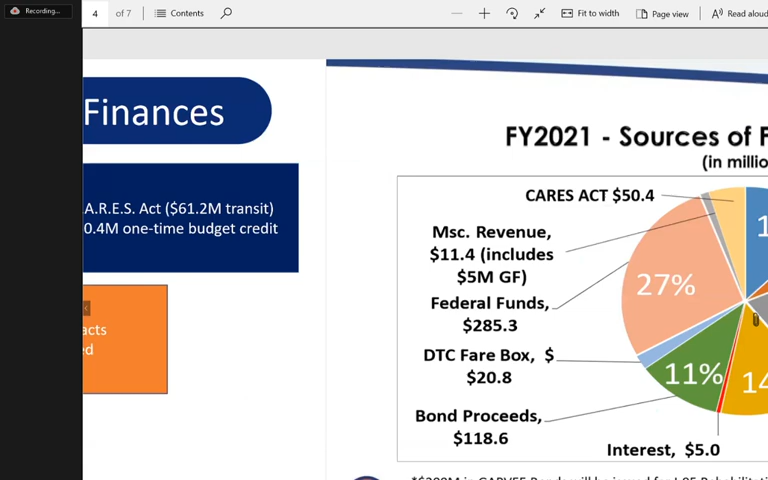 Recording...
4 of 7 Contents Fit to width Page view Read aloud
Finances
A.R.E.S. Act ($61.2M transit)
0.4M one-time budget credit
acts
ed
FY2021 - Sources of F
(in millio
CARES ACT $50.4
Msc. Revenue,
$11.4 (includes
$5M GF)
Federal Funds,
$285.3
DTC Fare Box, $
$20.8
Bond Proceeds,
$118.6
Interest, $5.0
27%
11%
14
1